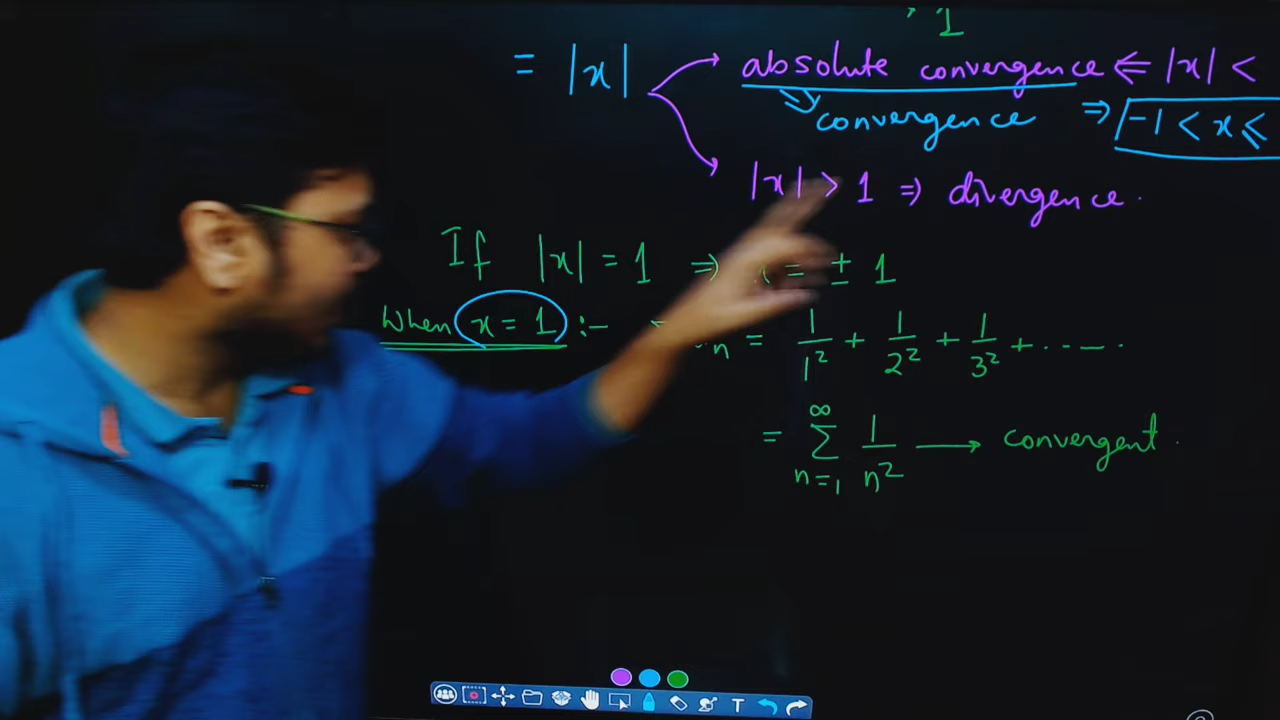 1
= |x| absolute convergence ⇐ |x| <
⇒ convergence ⇒ -1 < x ≤
|x| > 1 ⇒ divergence.
If |x| = 1 ⇒ = ± 1
When x = 1 :- n = 1/1² + 1/2² + 1/3² + ........
= ∑_{n=1}^{∞} 1/n² → convergent.
T